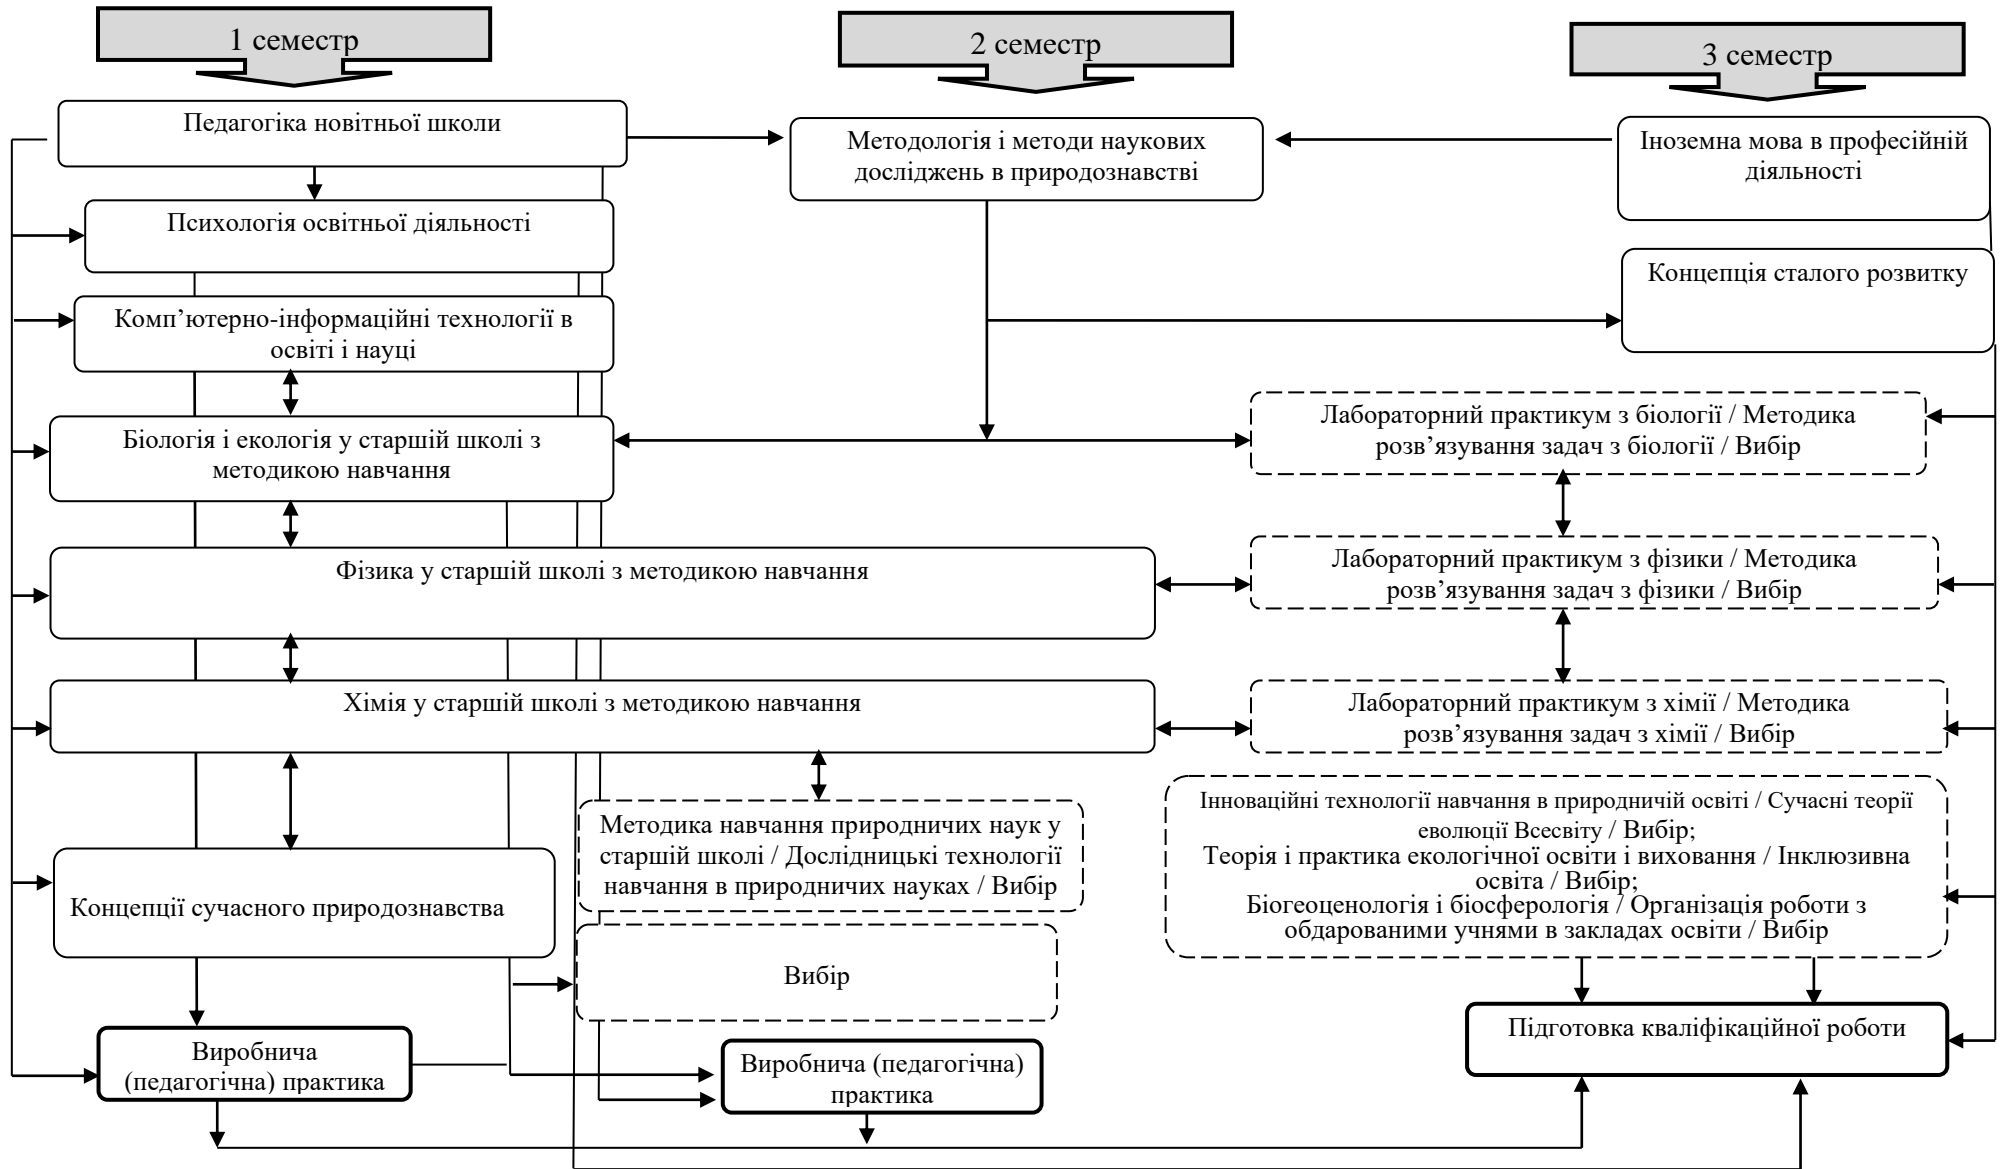 1 семестр
2 семестр
3 семестр
Педагогіка новітньої школи
Методологія і методи наукових
досліджень в природознавстві
Іноземна мова в професійній
діяльності
Психологія освітньої діяльності
Концепція сталого розвитку
Комп’ютерно-інформаційні технології в
освіті і науці
Біологія і екологія у старшій школі з
методикою навчання
Лабораторний практикум з біології / Методика
розв’язування задач з біології / Вибір
Фізика у старшій школі з методикою навчання
Лабораторний практикум з фізики / Методика
розв’язування задач з фізики / Вибір
Хімія у старшій школі з методикою навчання
Лабораторний практикум з хімії / Методика
розв’язування задач з хімії / Вибір
Методика навчання природничих наук у
старшій школі / Дослідницькі технології
навчання в природничих науках / Вибір
Інноваційні технології навчання в природничій освіті / Сучасні теорії
еволюції Всесвіту / Вибір;
Теорія і практика екологічної освіти і виховання / Інклюзивна
освіта / Вибір;
Біогеоценологія і біосферологія / Організація роботи з
обдарованими учнями в закладах освіти / Вибір
Концепції сучасного природознавства
Вибір
Виробнича
(педагогічна) практика
Виробнича (педагогічна)
практика
Підготовка кваліфікаційної роботи